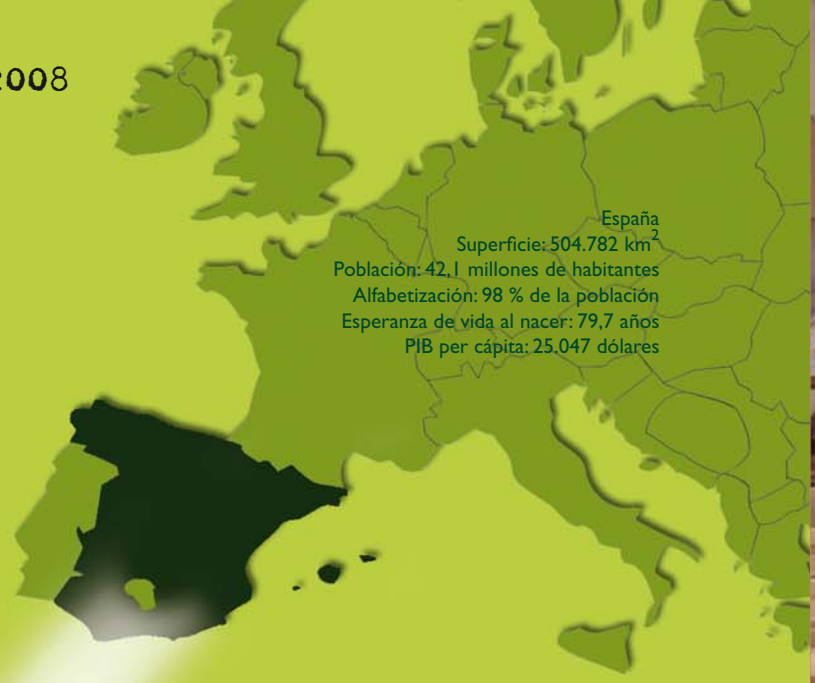 2008
España
Superficie: 504.782 km²
Población: 42,1 millones de habitantes
Alfabetización: 98 % de la población
Esperanza de vida al nacer: 79,7 años
PIB per cápita: 25.047 dólares